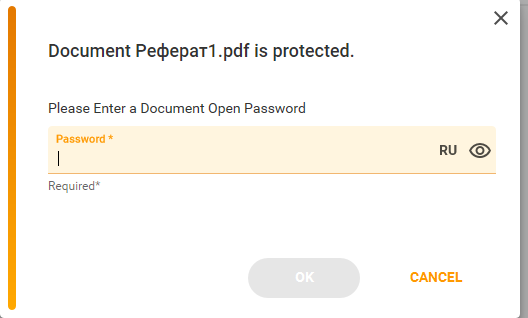 Document Реферат1.pdf is protected.
Please Enter a Document Open Password
Password *
RU
Required*
OK
CANCEL